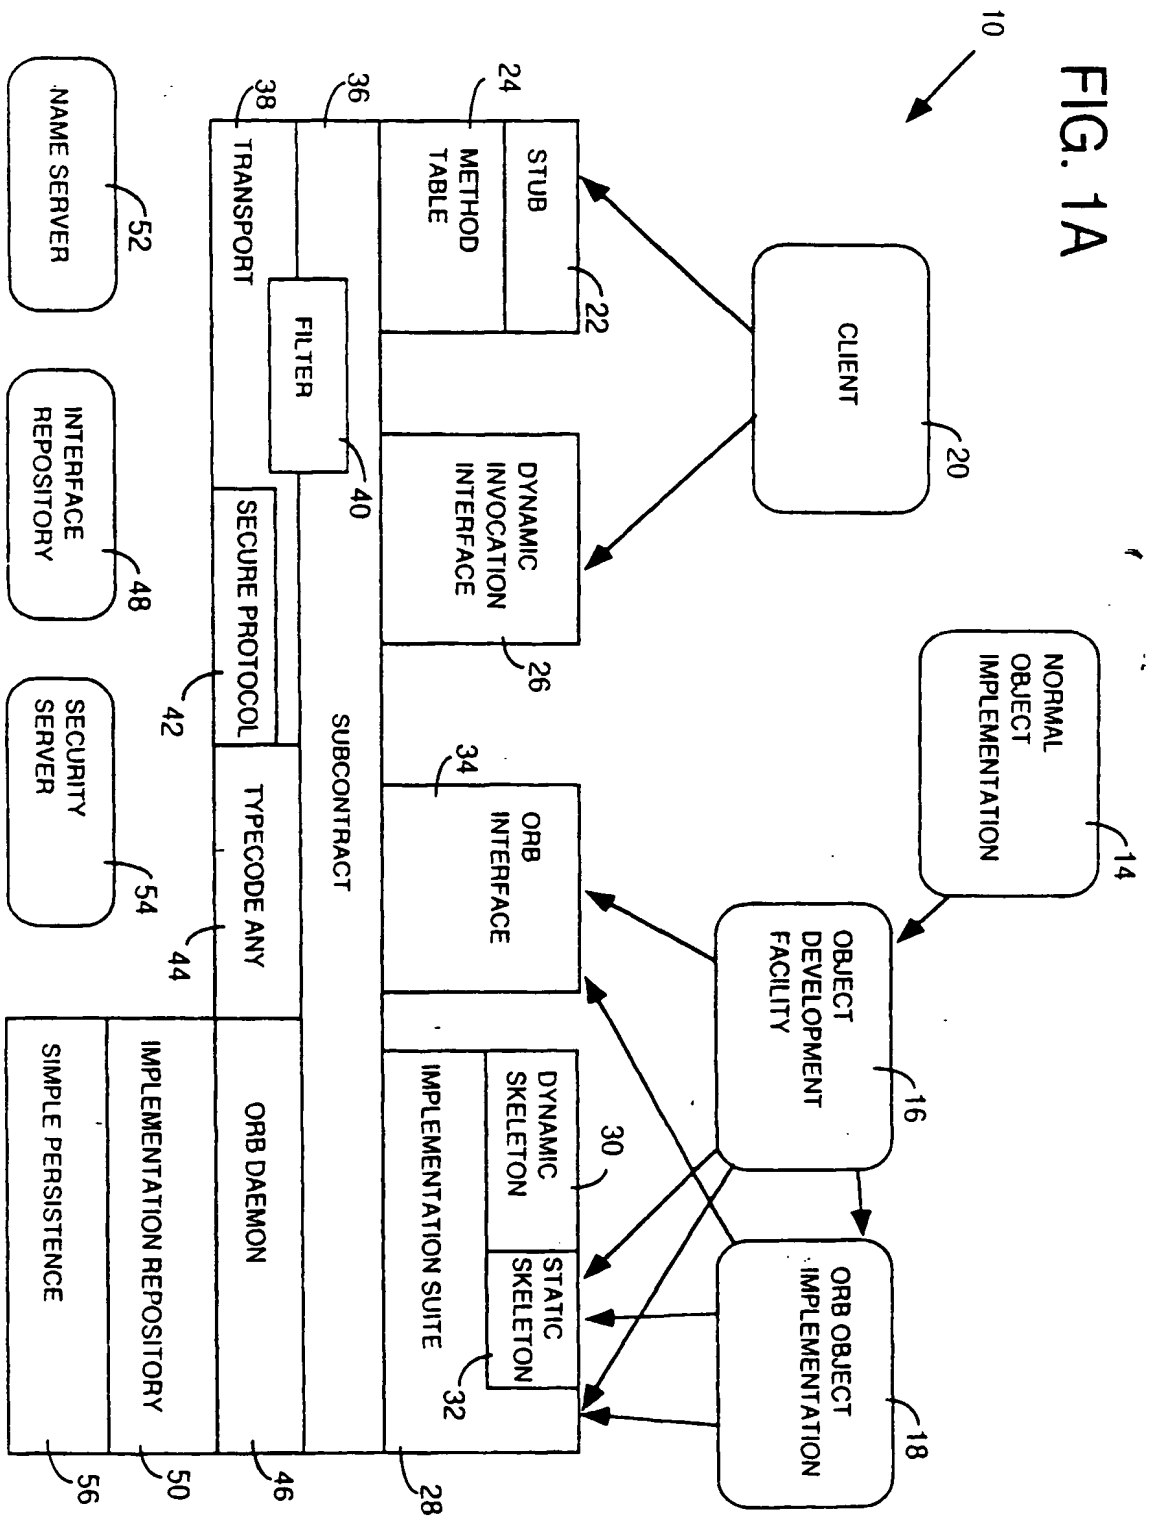 FIG. 1A
10
CLIENT
20
NORMAL
OBJECT
IMPLEMENTATION
14
OBJECT
DEVELOPMENT
FACILITY
16
ORB OBJECT
IMPLEMENTATION
18
STUB
22
24
METHOD
TABLE
DYNAMIC
INVOCATION
INTERFACE
26
34
ORB
INTERFACE
DYNAMIC
SKELETON
30
STATIC
SKELETON
32
IMPLEMENTATION SUITE
28
36
SUBCONTRACT
38
TRANSPORT
FILTER
40
SECURE PROTOCOL
42
TYPECODE ANY
44
ORB DAEMON
46
IMPLEMENTATION REPOSITORY
50
SIMPLE PERSISTENCE
56
NAME SERVER
52
INTERFACE
REPOSITORY
48
SECURITY
SERVER
54